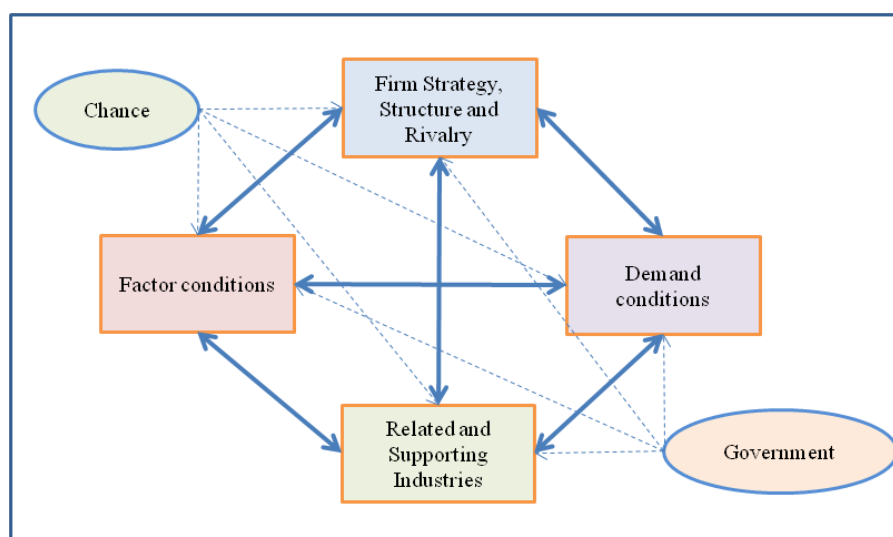 Firm Strategy,
Structure and
Rivalry
Chance
Factor conditions
Demand
conditions
Related and
Supporting
Industries
Government